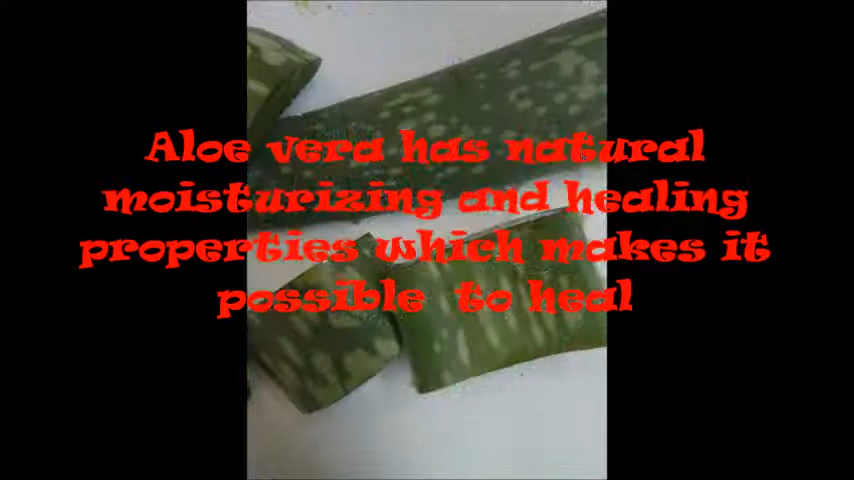 Aloe vera has natural
moisturizing and healing
properties which makes it
possible to heal